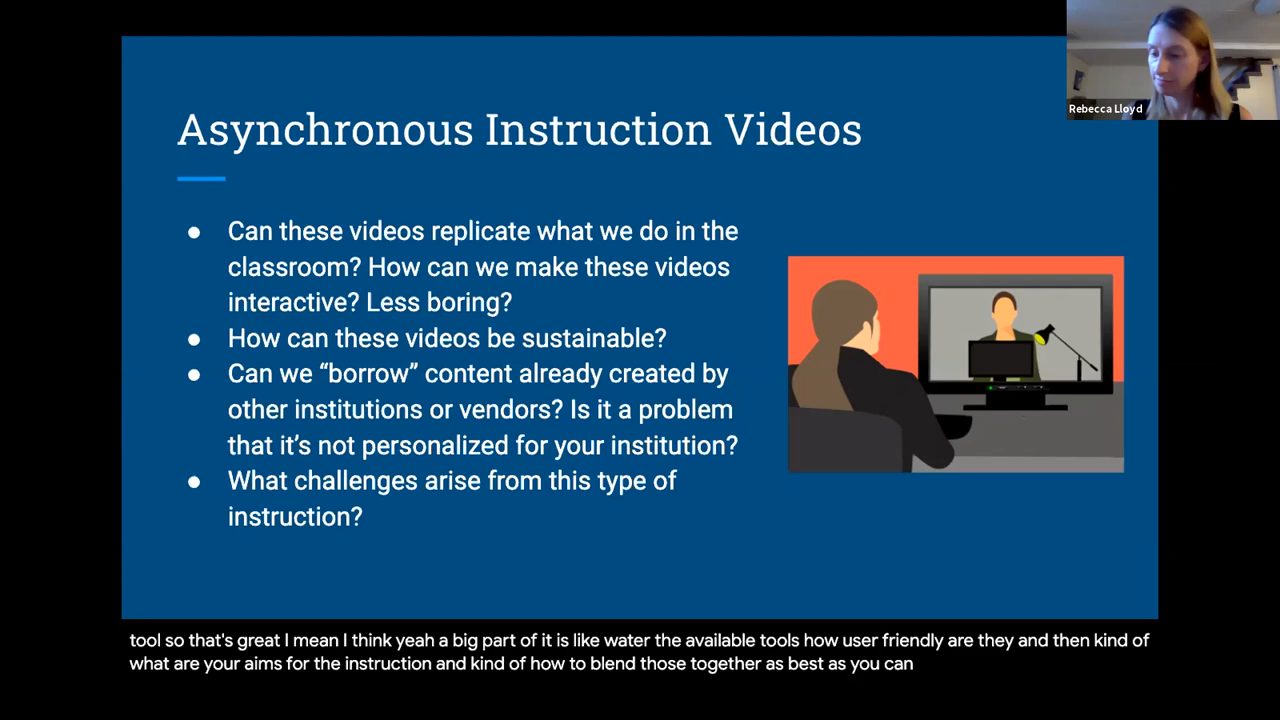 Rebecca Lloyd
Asynchronous Instruction Videos
● Can these videos replicate what we do in the
classroom? How can we make these videos
interactive? Less boring?
● How can these videos be sustainable?
● Can we “borrow” content already created by
other institutions or vendors? Is it a problem
that it’s not personalized for your institution?
● What challenges arise from this type of
instruction?
tool so that's great I mean I think yeah a big part of it is like water the available tools how user friendly are they and then kind of
what are your aims for the instruction and kind of how to blend those together as best as you can